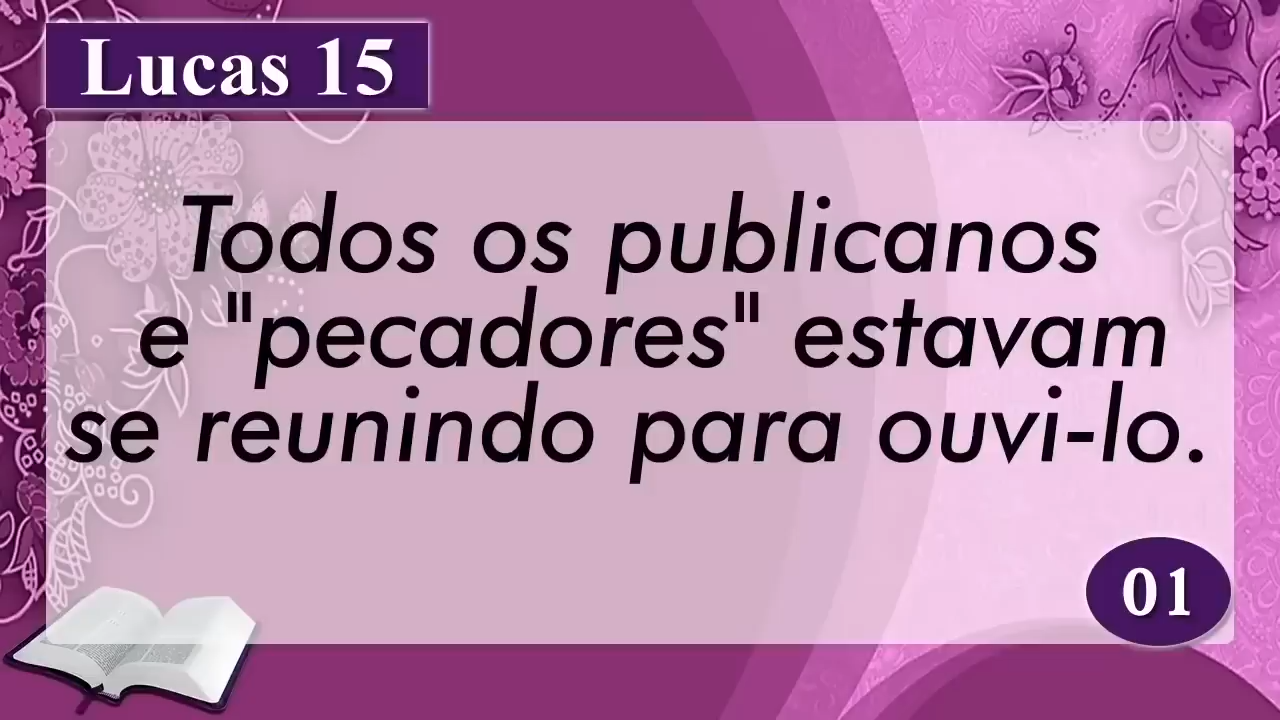 Lucas 15
Todos os publicanos
e "pecadores" estavam
se reunindo para ouvi-lo.
01